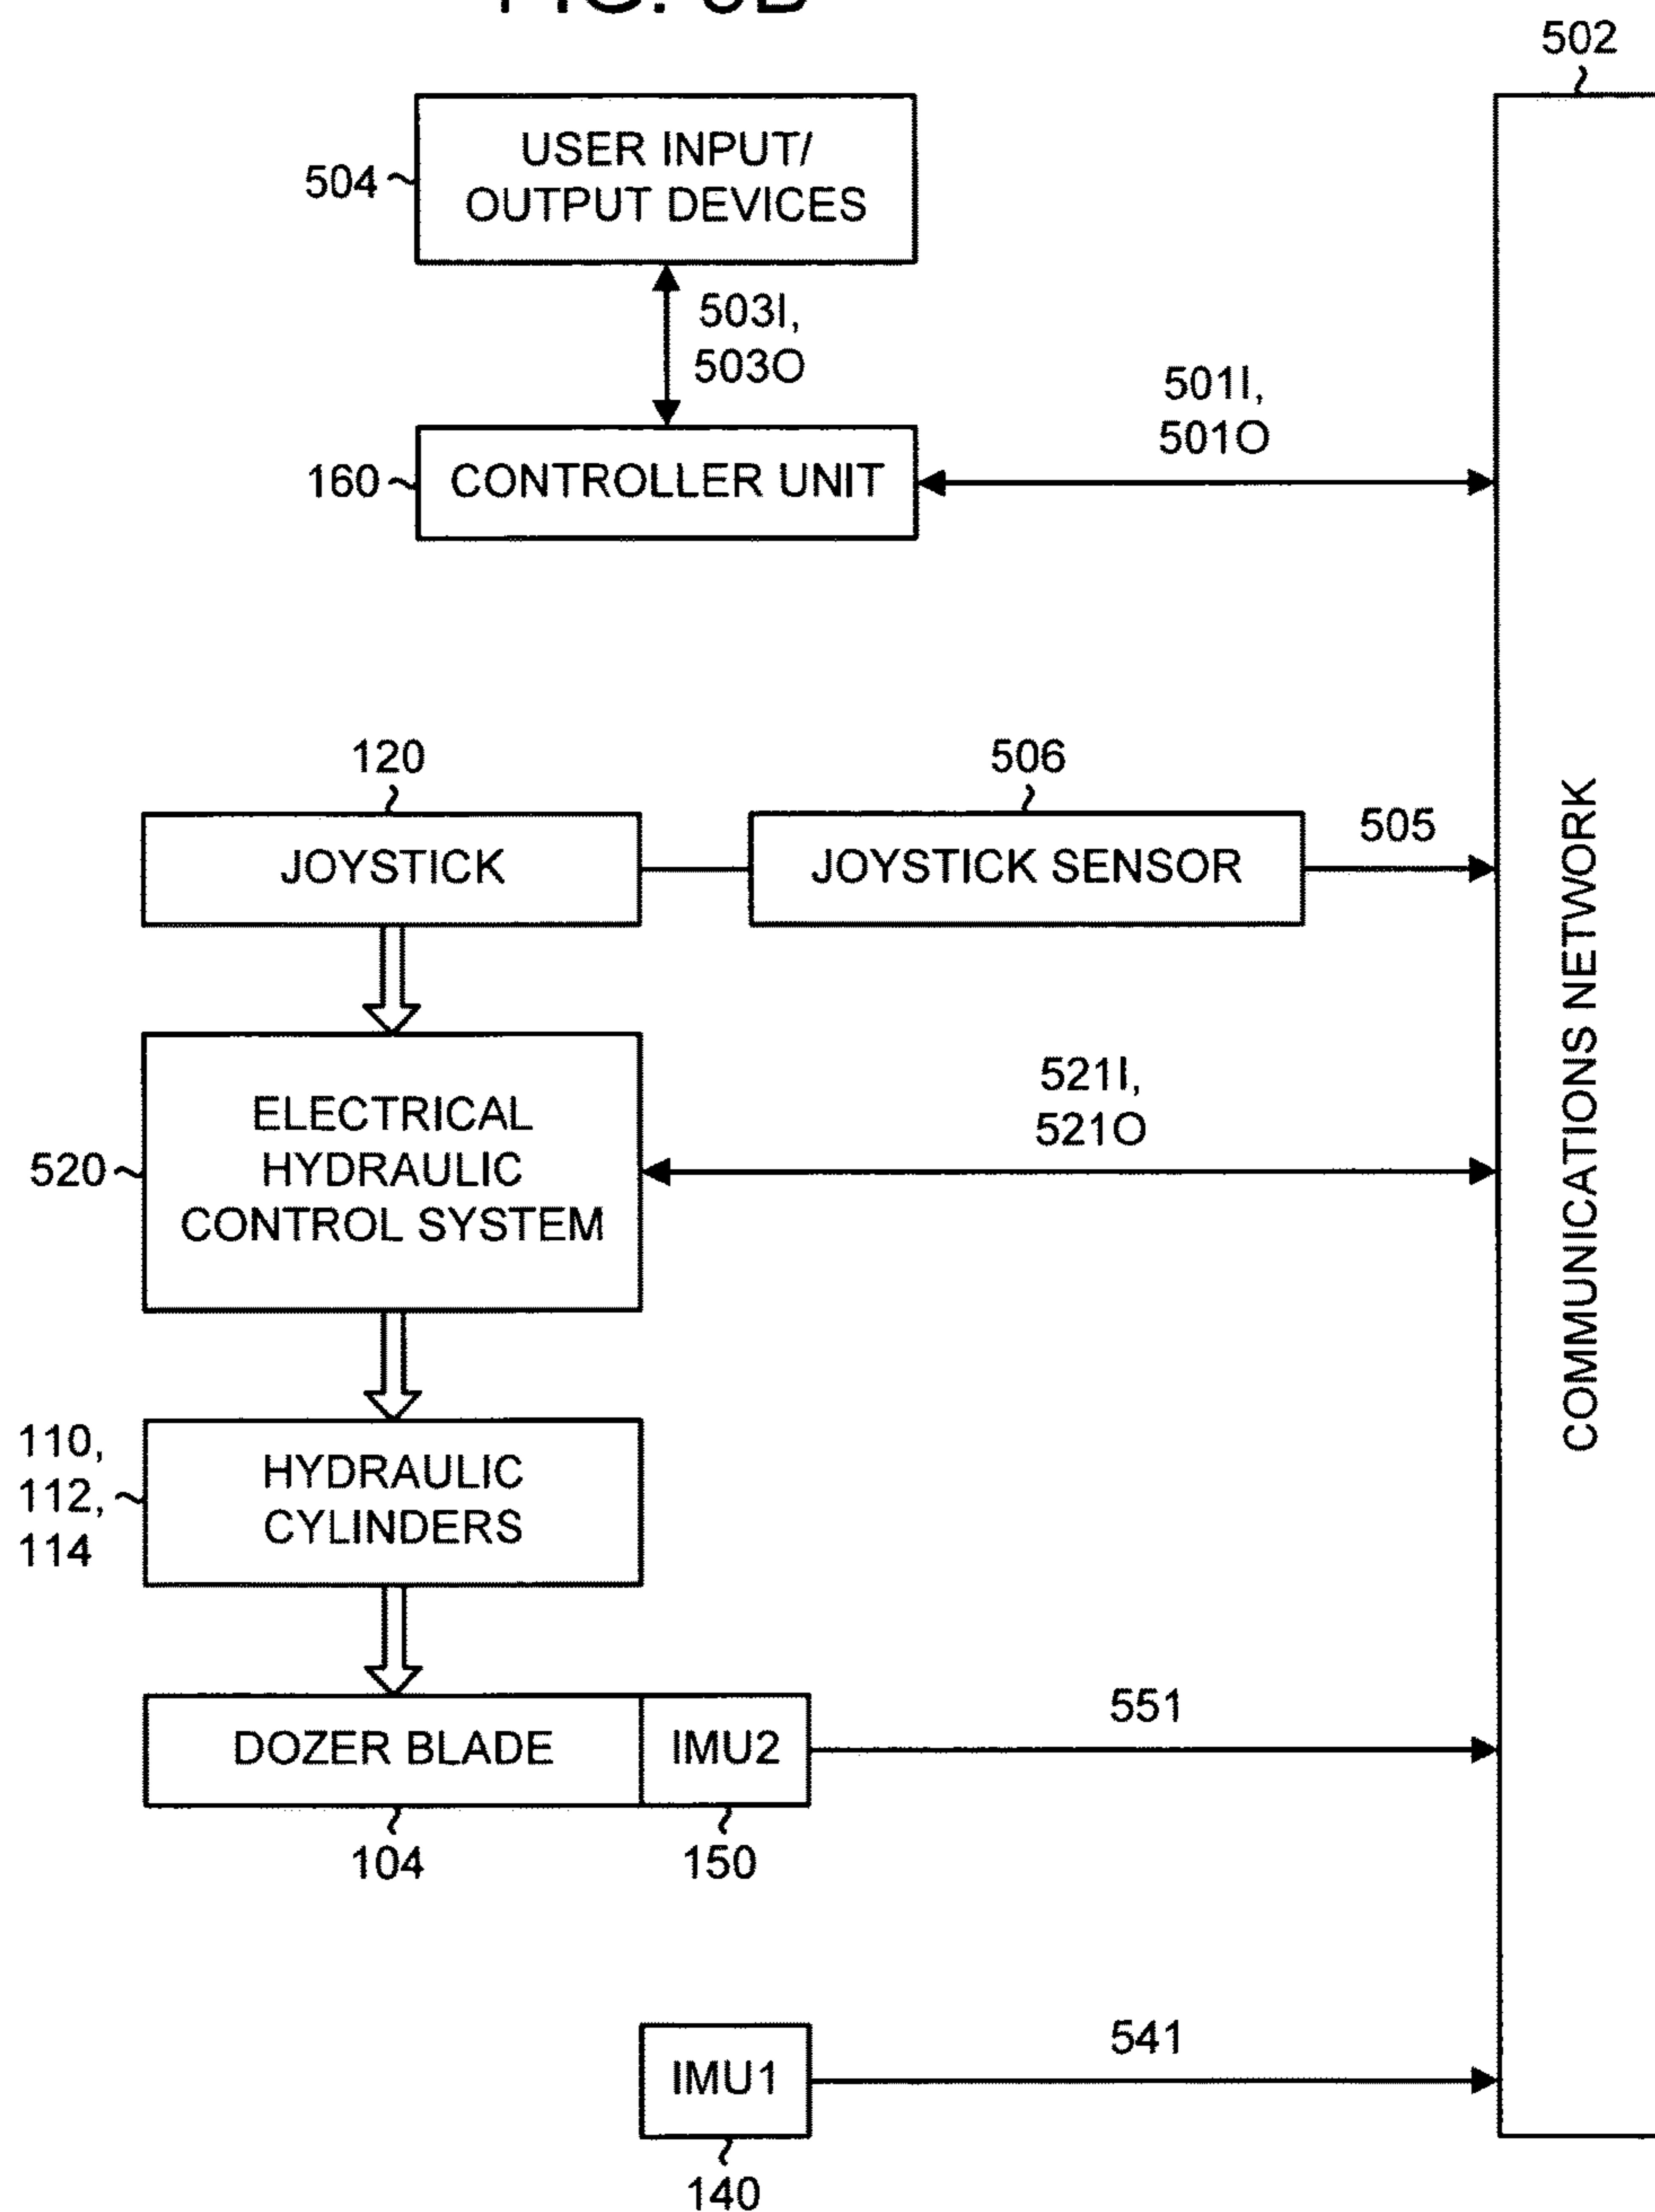 502
USER INPUT/
OUTPUT DEVICES
504
503I,
503O
501I,
501O
160
CONTROLLER UNIT
120
506
JOYSTICK
JOYSTICK SENSOR
505
COMMUNICATIONS NETWORK
521I,
521O
520
ELECTRICAL
HYDRAULIC
CONTROL SYSTEM
110,
112,
114
HYDRAULIC
CYLINDERS
DOZER BLADE
IMU2
551
104
150
IMU1
541
140